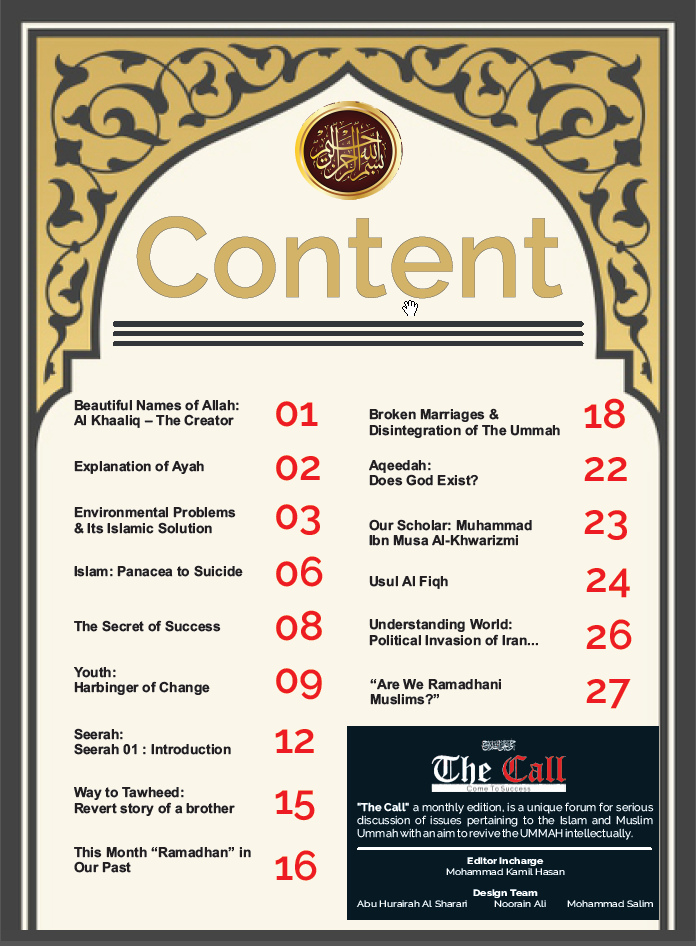 بسم الله الرحمن الرحيم
Content
Beautiful Names of Allah:
Al Khaaliq – The Creator
01
Explanation of Ayah
02
Environmental Problems
& Its Islamic Solution
03
Islam: Panacea to Suicide
06
The Secret of Success
08
Youth:
Harbinger of Change
09
Seerah:
Seerah 01 : Introduction
12
Way to Tawheed:
Revert story of a brother
15
This Month “Ramadhan” in
Our Past
16
Broken Marriages &
Disintegration of The Ummah
18
Aqeedah:
Does God Exist?
22
Our Scholar: Muhammad
Ibn Musa Al-Khwarizmi
23
Usul Al Fiqh
24
Understanding World:
Political Invasion of Iran...
26
“Are We Ramadhani
Muslims?”
27
The Call
Come To Success
"The Call" a monthly edition, is a unique forum for serious
discussion of issues pertaining to the Islam and Muslim
Ummah with an aim to revive the UMMAH intellectually.
Editor Incharge
Mohammad Kamil Hasan
Design Team
Abu Hurairah Al Sharari Noorain Ali Mohammad Salim